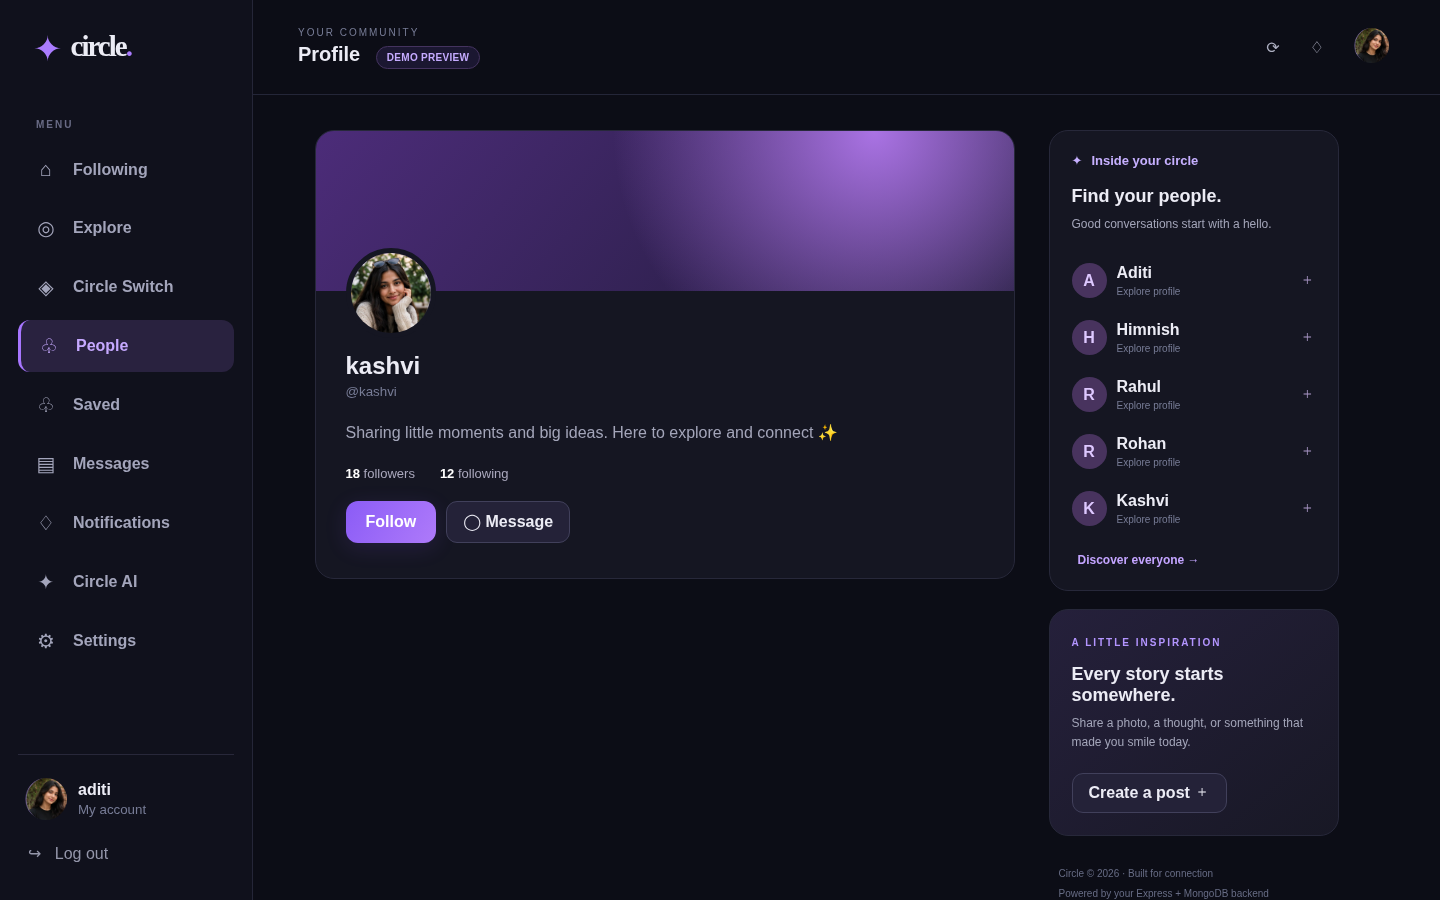 circle.
MENU
Following
Explore
Circle Switch
People
Saved
Messages
Notifications
Circle AI
Settings
aditi
My account
Log out
YOUR COMMUNITY
Profile
DEMO PREVIEW
kashvi
@kashvi
Sharing little moments and big ideas. Here to explore and connect ✨
18 followers 12 following
Follow
Message
Inside your circle
Find your people.
Good conversations start with a hello.
A
Aditi
Explore profile
+
H
Himnish
Explore profile
+
R
Rahul
Explore profile
+
R
Rohan
Explore profile
+
K
Kashvi
Explore profile
+
Discover everyone →
A LITTLE INSPIRATION
Every story starts
somewhere.
Share a photo, a thought, or something that
made you smile today.
Create a post +
Circle © 2026 · Built for connection
Powered by your Express + MongoDB backend